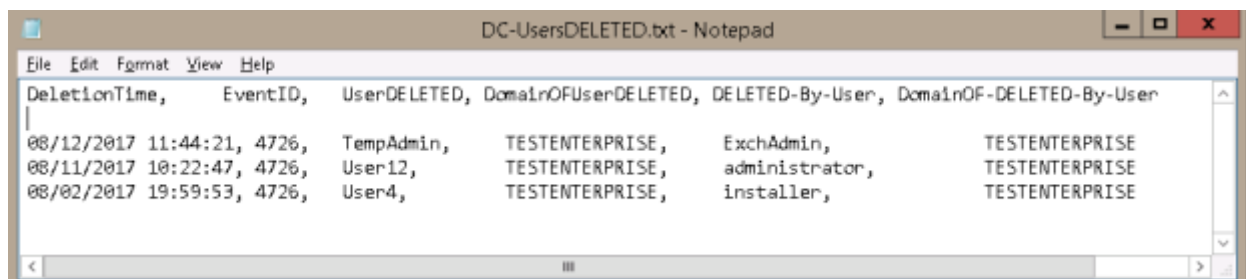 DC-UsersDELETED.txt - Notepad
File Edit Format View Help
DeletionTime, EventID, UserDELETED, DomainOFUserDELETED, DELETED-By-User, DomainOF-DELETED-By-User
08/12/2017 11:44:21, 4726, TempAdmin, TESTENTERPRISE, ExchAdmin, TESTENTERPRISE
08/11/2017 10:22:47, 4726, User12, TESTENTERPRISE, administrator, TESTENTERPRISE
08/02/2017 19:59:53, 4726, User4, TESTENTERPRISE, installer, TESTENTERPRISE